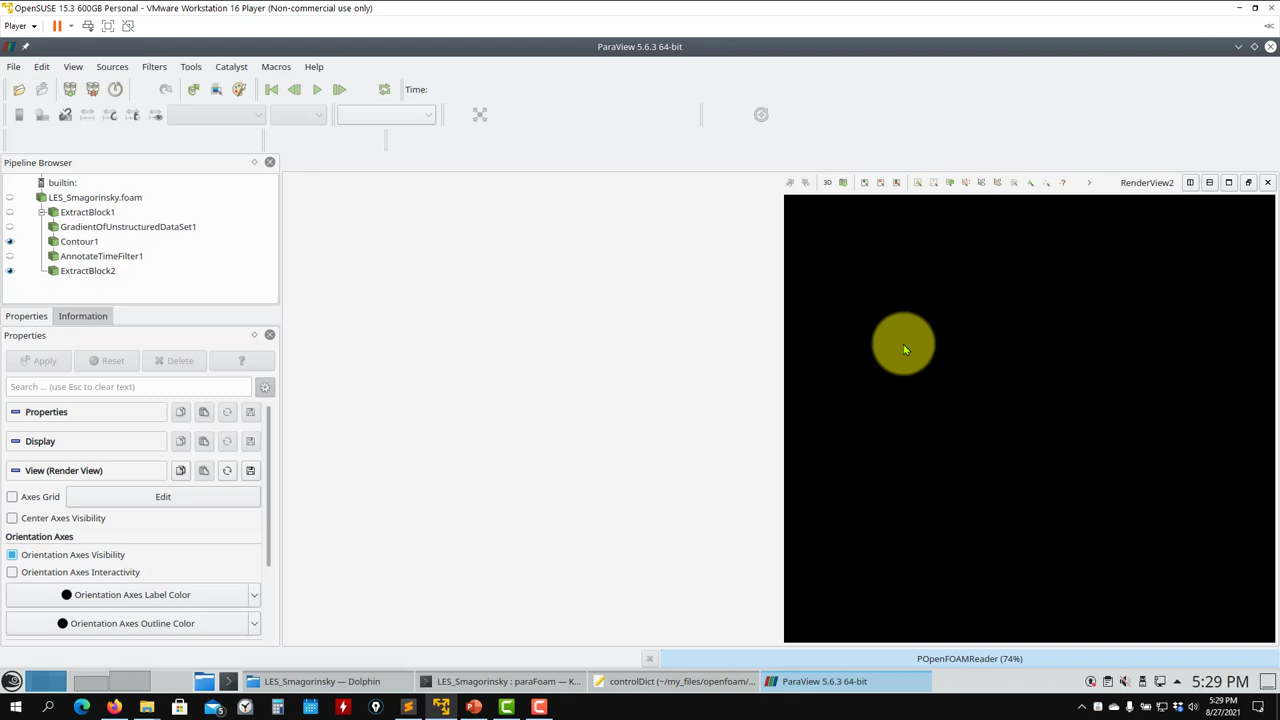 OpenSUSE 15.3 600GB Personal - VMware Workstation 16 Player (Non-commercial use only)
Player
ParaView 5.6.3 64-bit
File Edit View Sources Filters Tools Catalyst Macros Help
Time:
Pipeline Browser
builtin:
LES_Smagorinsky.foam
ExtractBlock1
GradientOfUnstructuredDataSet1
Contour1
AnnotateTimeFilter1
ExtractBlock2
3D
RenderView2
Properties Information
Properties
Apply Reset Delete ?
Search ... (use Esc to clear text)
Properties
Display
View (Render View)
Axes Grid Edit
Center Axes Visibility
Orientation Axes
Orientation Axes Visibility
Orientation Axes Interactivity
Orientation Axes Label Color
Orientation Axes Outline Color
POpenFOAMReader (74%)
LES_Smagorinsky — Dolphin
LES_Smagorinsky : paraFoam — K...
controlDict (~/my_files/openfoam/...
ParaView 5.6.3 64-bit
5:29 PM
5:29 PM
8/27/2021